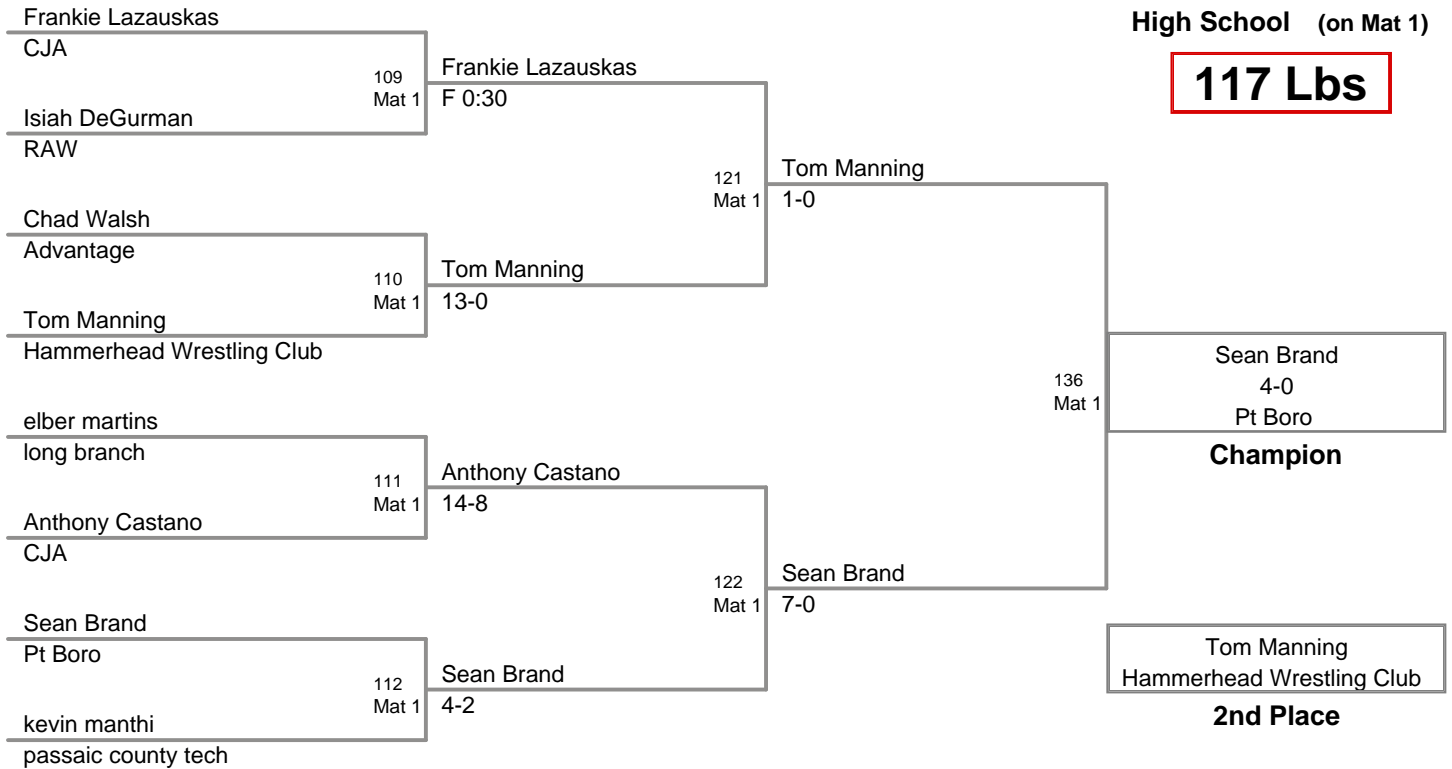 High School (on Mat 1)
117 Lbs
Frankie Lazauskas
CJA
109
Mat 1
Frankie Lazauskas
F 0:30
Isiah DeGurman
RAW
121
Mat 1
Tom Manning
1-0
Chad Walsh
Advantage
110
Mat 1
Tom Manning
13-0
Tom Manning
Hammerhead Wrestling Club
136
Mat 1
Sean Brand
4-0
Pt Boro
Champion
elber martins
long branch
111
Mat 1
Anthony Castano
14-8
Anthony Castano
CJA
122
Mat 1
Sean Brand
7-0
Sean Brand
Pt Boro
112
Mat 1
Sean Brand
4-2
kevin manthi
passaic county tech
Tom Manning
Hammerhead Wrestling Club
2nd Place